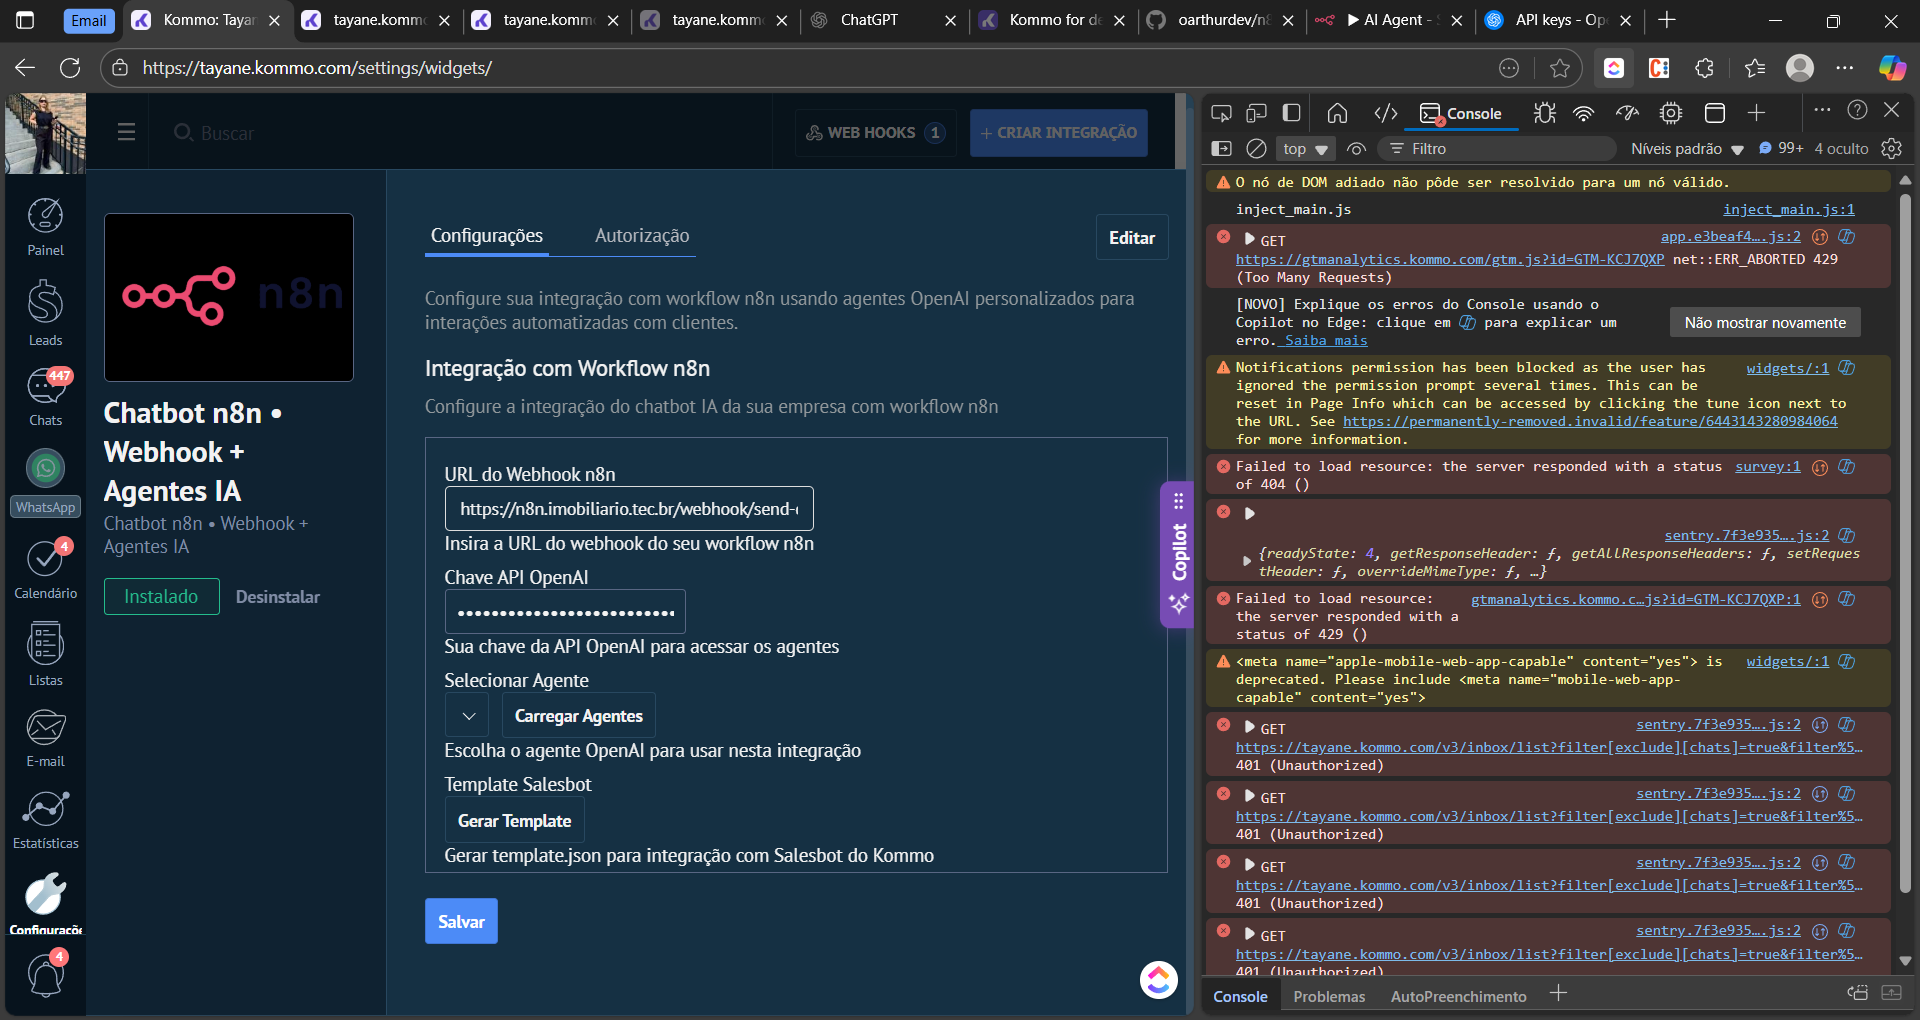 Email
Kommo: Tayan
tayane.kommo
tayane.kommo
tayane.kommo
ChatGPT
Kommo for de
oarthurdev/n8
AI Agent - S
API keys - Ope
https://tayane.kommo.com/settings/widgets/
Buscar
WEB HOOKS 1
+ CRIAR INTEGRAÇÃO
Painel
Leads
447
Chats
WhatsApp
4
Calendário
Listas
E-mail
Estatísticas
Configuraçõe
4
n8n
Chatbot n8n •
Webhook +
Agentes IA
Chatbot n8n • Webhook +
Agentes IA
Instalado
Desinstalar
Configurações
Autorização
Editar
Configure sua integração com workflow n8n usando agentes OpenAI personalizados para
interações automatizadas com clientes.
Integração com Workflow n8n
Configure a integração do chatbot IA da sua empresa com workflow n8n
URL do Webhook n8n
https://n8n.imobiliario.tec.br/webhook/send-
Insira a URL do webhook do seu workflow n8n
Chave API OpenAI
••••••••••••••••••••••••••
Sua chave da API OpenAI para acessar os agentes
Selecionar Agente
Carregar Agentes
Escolha o agente OpenAI para usar nesta integração
Template Salesbot
Gerar Template
Gerar template.json para integração com Salesbot do Kommo
Salvar
Copilot
Console
top
Filtro
Níveis padrão
99+
4 oculto
O nó de DOM adiado não pôde ser resolvido para um nó válido.
inject_main.js inject_main.js:1
GET app.e3beaf4….js:2
https://gtmanalytics.kommo.com/gtm.js?id=GTM-KCJ7QXP net::ERR_ABORTED 429
(Too Many Requests)
[NOVO] Explique os erros do Console usando o
Copilot no Edge: clique em para explicar um
erro. Saiba mais
Não mostrar novamente
Notifications permission has been blocked as the user has widgets/:1
ignored the permission prompt several times. This can be
reset in Page Info which can be accessed by clicking the tune icon next to
the URL. See https://permanently-removed.invalid/feature/6443143280984064
for more information.
Failed to load resource: the server responded with a status survey:1
of 404 ()
sentry.7f3e935….js:2
{readyState: 4, getResponseHeader: ƒ, getAllResponseHeaders: ƒ, setReques
tHeader: ƒ, overrideMimeType: ƒ, …}
Failed to load resource: gtmanalytics.kommo.c…js?id=GTM-KCJ7QXP:1
the server responded with a
status of 429 ()
<meta name="apple-mobile-web-app-capable" content="yes"> is widgets/:1
deprecated. Please include <meta name="mobile-web-app-
capable" content="yes">
GET sentry.7f3e935….js:2
https://tayane.kommo.com/v3/inbox/list?filter[exclude][chats]=true&filter%5…
401 (Unauthorized)
GET sentry.7f3e935….js:2
https://tayane.kommo.com/v3/inbox/list?filter[exclude][chats]=true&filter%5…
401 (Unauthorized)
GET sentry.7f3e935….js:2
https://tayane.kommo.com/v3/inbox/list?filter[exclude][chats]=true&filter%5…
401 (Unauthorized)
GET sentry.7f3e935….js:2
https://tayane.kommo.com/v3/inbox/list?filter[exclude][chats]=true&filter%5…
401 (Unauthorized)
Console
Problemas
AutoPreenchimento